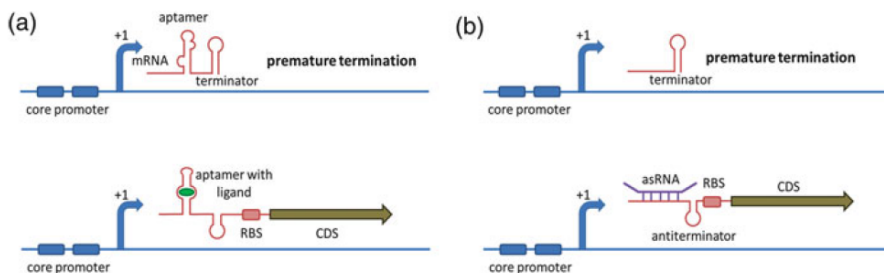 (a)
aptamer
+1
mRNA
premature termination
terminator
core promoter
+1
aptamer with
ligand
RBS
CDS
core promoter
(b)
+1
premature termination
terminator
core promoter
asRNA
RBS
CDS
+1
antiterminator
core promoter